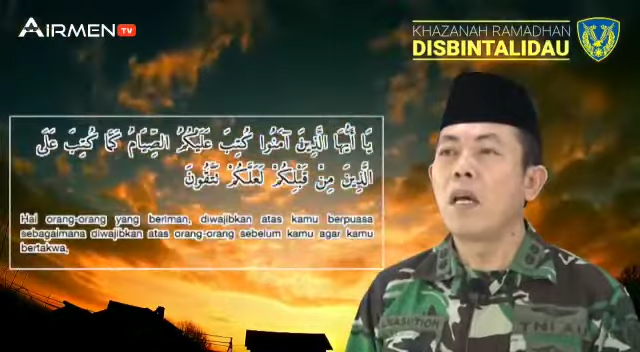 AIRMEN TV
KHAZANAH RAMADHAN
DISBINTALIDAU
يَا أَيُّهَا الَّذِينَ آمَنُوا كُتِبَ عَلَيْكُمُ الصِّيَامُ كَمَا كُتِبَ عَلَى
الَّذِينَ مِنْ قَبْلِكُمْ لَعَلَّكُمْ تَتَّقُونَ
Hai orang-orang yang beriman, diwajibkan atas kamu berpuasa
sebagaimana diwajibkan atas orang-orang sebelum kamu agar kamu
bertakwa,
TNI AU